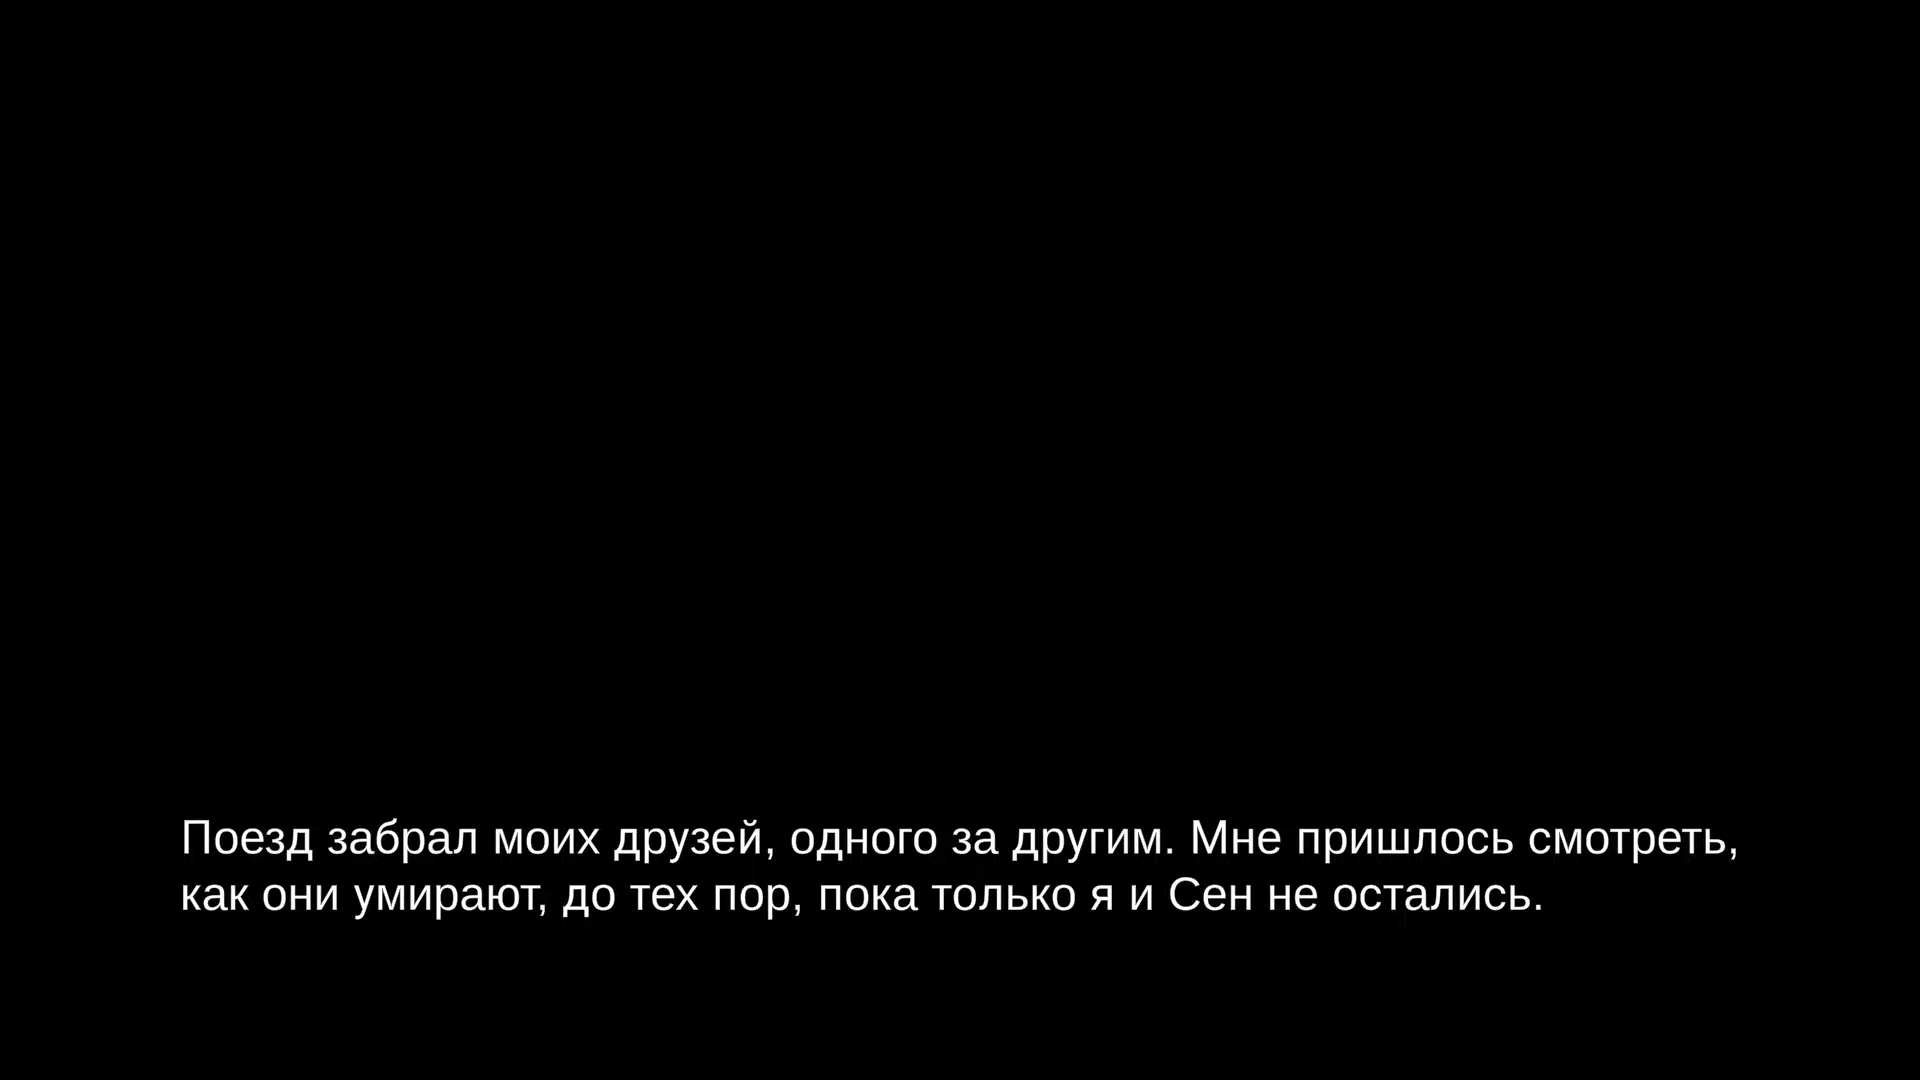 Поезд забрал моих друзей, одного за другим. Мне пришлось смотреть,
как они умирают, до тех пор, пока только я и Сен не остались.